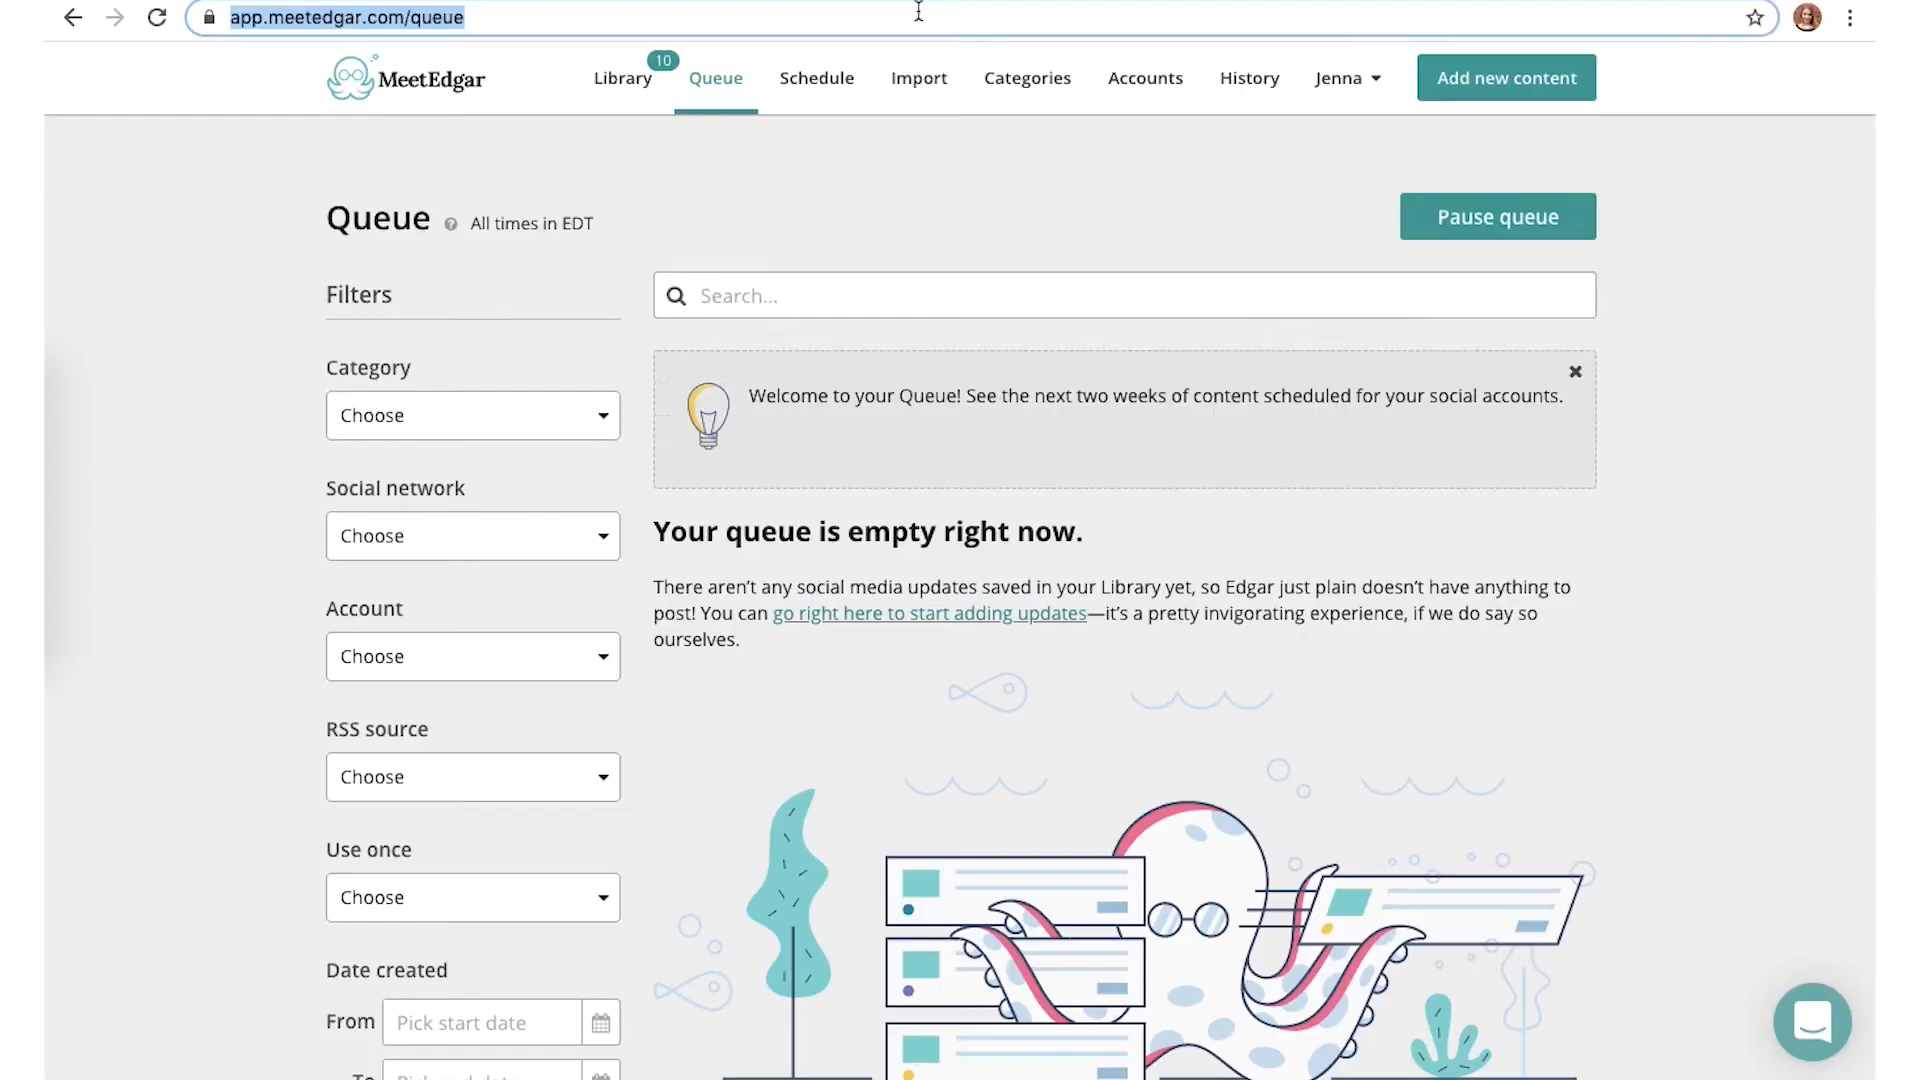 app.meetedgar.com/queue
MeetEdgar
Library 10 Queue Schedule Import Categories Accounts History Jenna Add new content
Queue All times in EDT
Pause queue
Filters
Search...
Category
Choose
Welcome to your Queue! See the next two weeks of content scheduled for your social accounts.
Social network
Choose
Your queue is empty right now.
There aren't any social media updates saved in your Library yet, so Edgar just plain doesn't have anything to
post! You can go right here to start adding updates—it's a pretty invigorating experience, if we do say so
ourselves.
Account
Choose
RSS source
Choose
Use once
Choose
Date created
From Pick start date